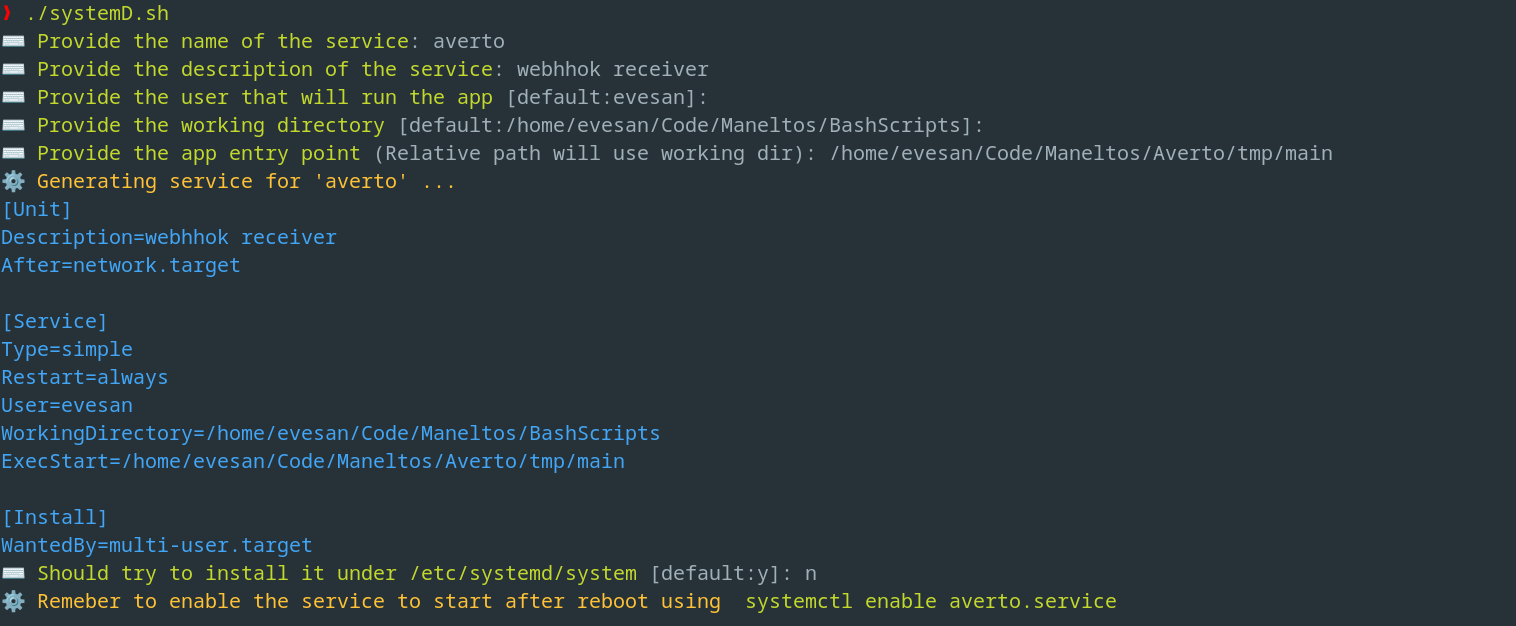 ❫ ./systemD.sh
⌨️ Provide the name of the service: averto
⌨️ Provide the description of the service: webhhok receiver
⌨️ Provide the user that will run the app [default:evesan]:
⌨️ Provide the working directory [default:/home/evesan/Code/Maneltos/BashScripts]:
⌨️ Provide the app entry point (Relative path will use working dir): /home/evesan/Code/Maneltos/Averto/tmp/main
⚙️ Generating service for 'averto' ...
[Unit]
Description=webhhok receiver
After=network.target

[Service]
Type=simple
Restart=always
User=evesan
WorkingDirectory=/home/evesan/Code/Maneltos/BashScripts
ExecStart=/home/evesan/Code/Maneltos/Averto/tmp/main

[Install]
WantedBy=multi-user.target
⌨️ Should try to install it under /etc/systemd/system [default:y]: n
⚙️ Remeber to enable the service to start after reboot using  systemctl enable averto.service